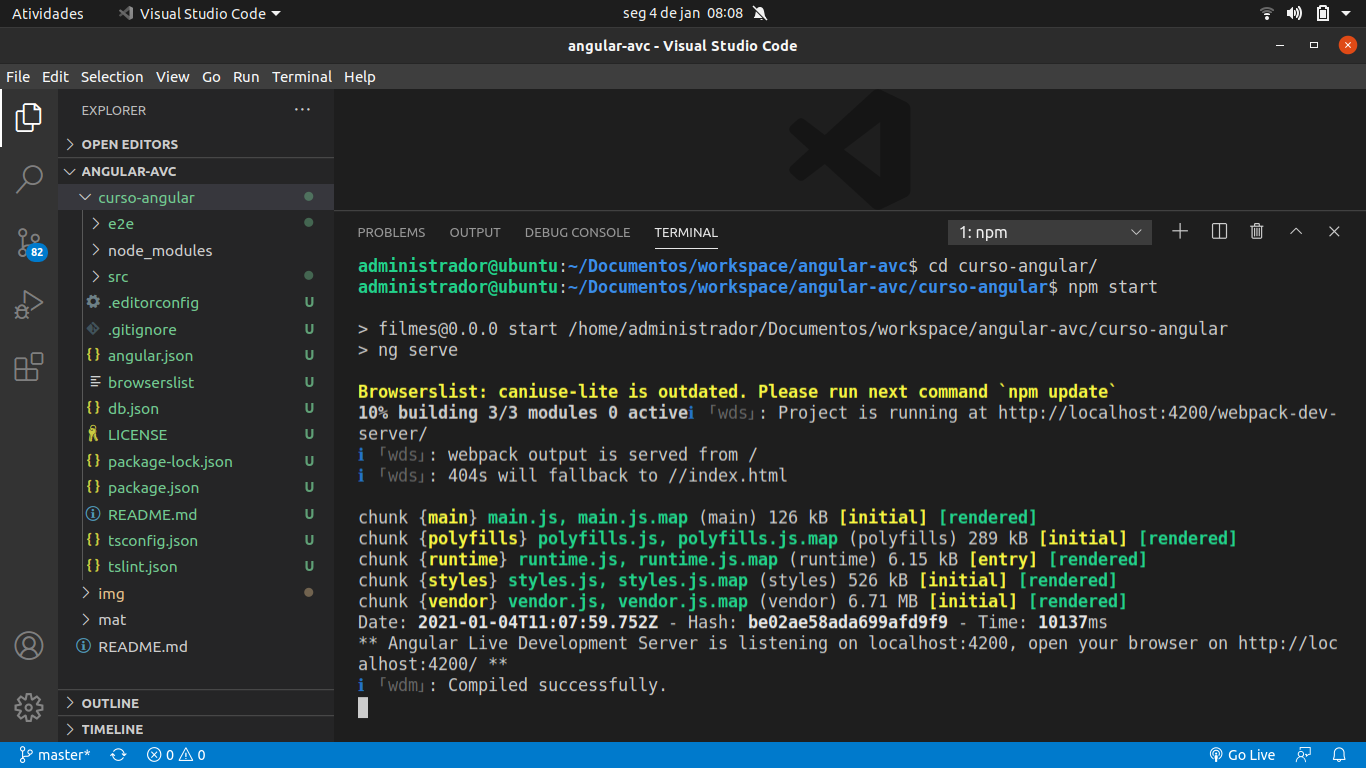 Atividades Visual Studio Code seg 4 de jan 08:08
angular-avc - Visual Studio Code
File Edit Selection View Go Run Terminal Help
EXPLORER
OPEN EDITORS
ANGULAR-AVC
curso-angular
e2e
82
node_modules
src
.editorconfig U
.gitignore U
angular.json U
browserslist U
db.json U
LICENSE U
package-lock.json U
package.json U
README.md U
tsconfig.json U
tslint.json U
img
mat
README.md
OUTLINE
TIMELINE
PROBLEMS OUTPUT DEBUG CONSOLE TERMINAL 1: npm
administrador@ubuntu:~/Documentos/workspace/angular-avc$ cd curso-angular/
administrador@ubuntu:~/Documentos/workspace/angular-avc/curso-angular$ npm start
> filmes@0.0.0 start /home/administrador/Documentos/workspace/angular-avc/curso-angular
> ng serve
Browserslist: caniuse-lite is outdated. Please run next command `npm update`
10% building 3/3 modules 0 activeℹ ｢wds｣: Project is running at http://localhost:4200/webpack-dev-
server/
ℹ ｢wds｣: webpack output is served from /
ℹ ｢wds｣: 404s will fallback to //index.html
chunk {main} main.js, main.js.map (main) 126 kB [initial] [rendered]
chunk {polyfills} polyfills.js, polyfills.js.map (polyfills) 289 kB [initial] [rendered]
chunk {runtime} runtime.js, runtime.js.map (runtime) 6.15 kB [entry] [rendered]
chunk {styles} styles.js, styles.js.map (styles) 526 kB [initial] [rendered]
chunk {vendor} vendor.js, vendor.js.map (vendor) 6.71 MB [initial] [rendered]
Date: 2021-01-04T11:07:59.752Z - Hash: be02ae58ada699afd9f9 - Time: 10137ms
** Angular Live Development Server is listening on localhost:4200, open your browser on http://loc
alhost:4200/ **
ℹ ｢wdm｣: Compiled successfully.
master* 0 0 Go Live